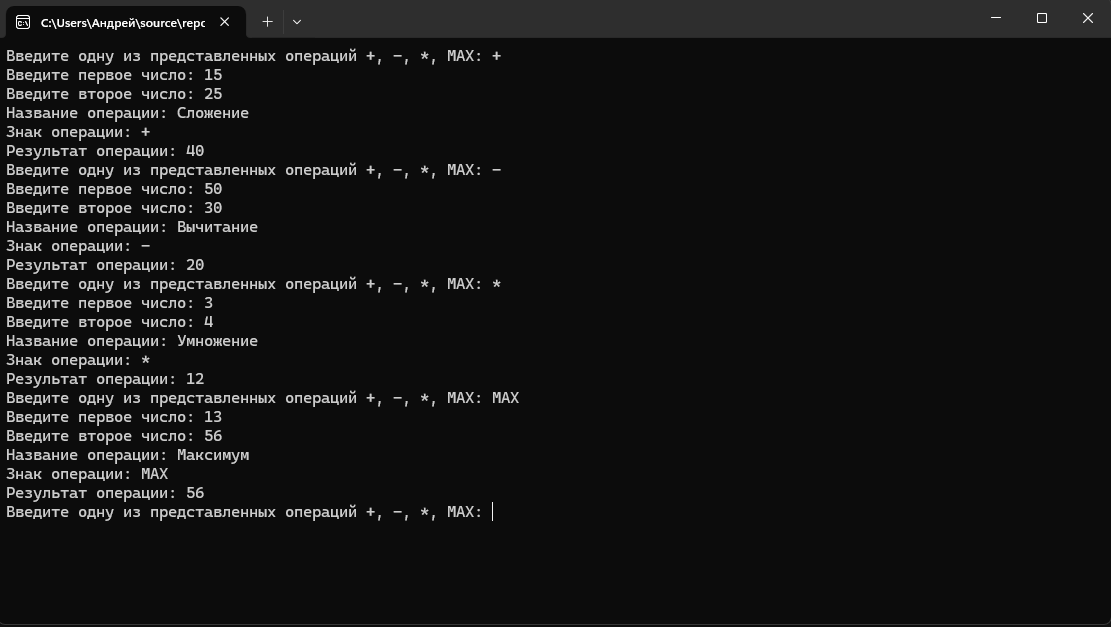 C:\Users\Андрей\source\repc
Введите одну из представленных операций +, -, *, MAX: +
Введите первое число: 15
Введите второе число: 25
Название операции: Сложение
Знак операции: +
Результат операции: 40
Введите одну из представленных операций +, -, *, MAX: -
Введите первое число: 50
Введите второе число: 30
Название операции: Вычитание
Знак операции: -
Результат операции: 20
Введите одну из представленных операций +, -, *, MAX: *
Введите первое число: 3
Введите второе число: 4
Название операции: Умножение
Знак операции: *
Результат операции: 12
Введите одну из представленных операций +, -, *, MAX: MAX
Введите первое число: 13
Введите второе число: 56
Название операции: Максимум
Знак операции: MAX
Результат операции: 56
Введите одну из представленных операций +, -, *, MAX: